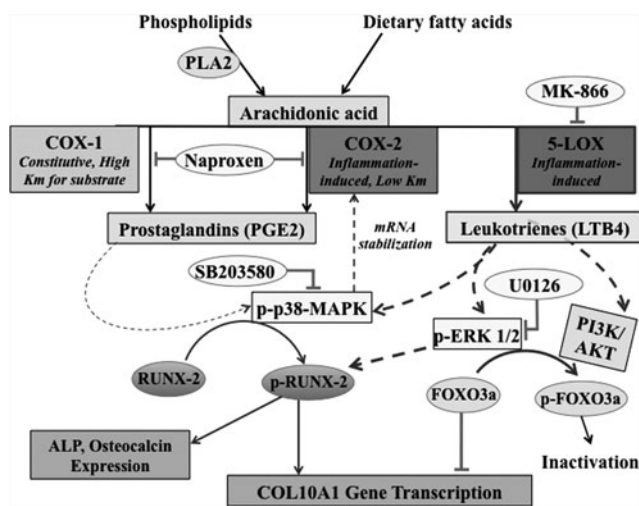 Phospholipids
Dietary fatty acids
PLA2
MK-866
Arachidonic acid
COX-1
Constitutive, High
Km for substrate
Naproxen
COX-2
Inflammation-
induced, Low Km
5-LOX
Inflammation-
induced
Prostaglandins (PGE2)
mRNA
stabilization
Leukotrienes (LTB4)
SB203580
U0126
p-p38-MAPK
p-ERK 1/2
PI3K/
AKT
RUNX-2
p-RUNX-2
FOXO3a
p-FOXO3a
ALP, Osteocalcin
Expression
Inactivation
COL10A1 Gene Transcription